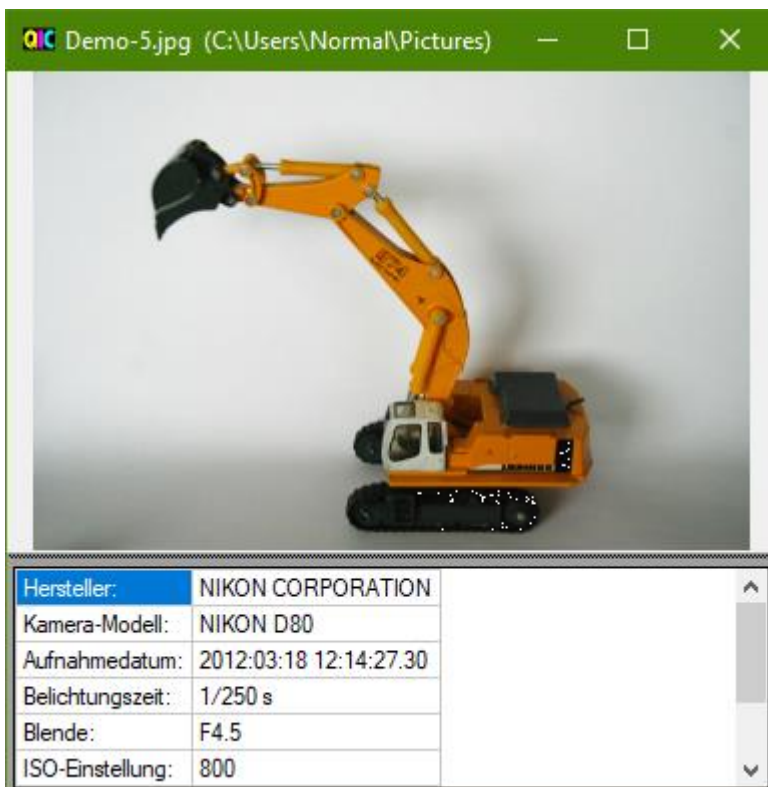 QIC Demo-5.jpg (C:\Users\Normal\Pictures)
LIEBHERR
Hersteller: NIKON CORPORATION
Kamera-Modell: NIKON D80
Aufnahmedatum: 2012:03:18 12:14:27.30
Belichtungszeit: 1/250 s
Blende: F4.5
ISO-Einstellung: 800